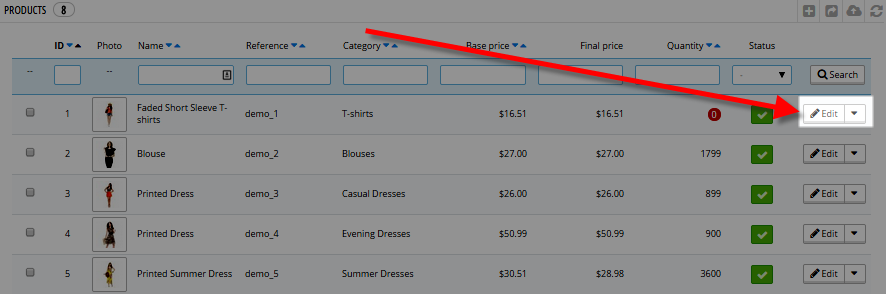 PRODUCTS 8
ID Photo Name Reference Category Base price Final price Quantity Status
-- -- - Search
1 Faded Short Sleeve T-shirts demo_1 T-shirts $16.51 $16.51 0 Edit
2 Blouse demo_2 Blouses $27.00 $27.00 1799 Edit
3 Printed Dress demo_3 Casual Dresses $26.00 $26.00 899 Edit
4 Printed Dress demo_4 Evening Dresses $50.99 $50.99 900 Edit
5 Printed Summer Dress demo_5 Summer Dresses $30.51 $28.98 3600 Edit